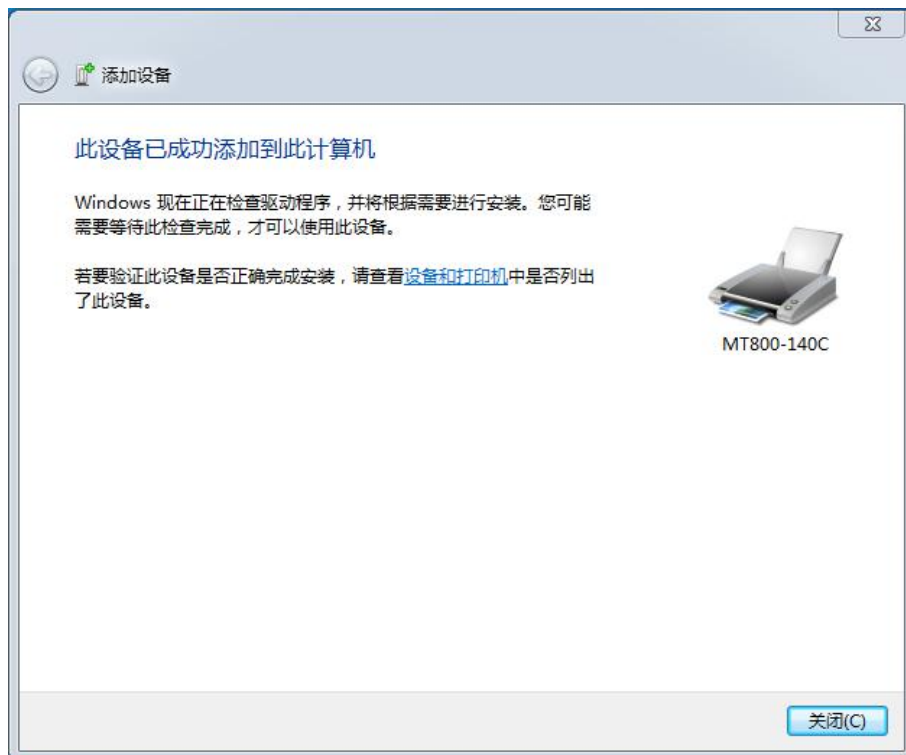 添加设备
此设备已成功添加到此计算机
Windows 现在正在检查驱动程序，并将根据需要进行安装。您可能
需要等待此检查完成，才可以使用此设备。
若要验证此设备是否正确完成安装，请查看设备和打印机中是否列出
了此设备。
MT800-140C
关闭(C)